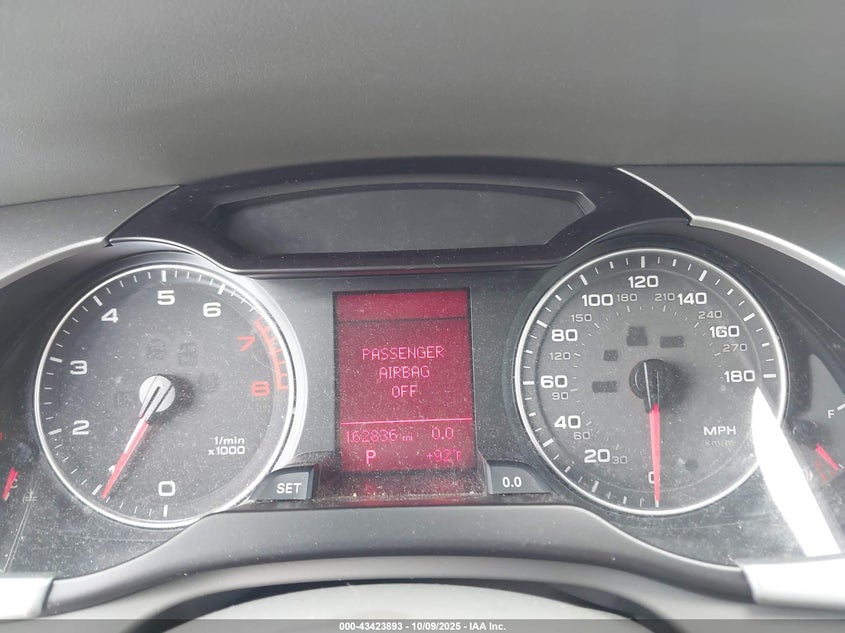 5
4
6
3
7
2
8
1/min
x1000
1
0
SET
PASSENGER
AIRBAG
OFF
162836 mi 0.0
P +92°F
0.0
120
100 180 210 140
150 240
80 160
120 270
60 180
90
40 MPH
60 km/h
20 30
0
F
000-43423893 - 10/09/2025 - IAA Inc.